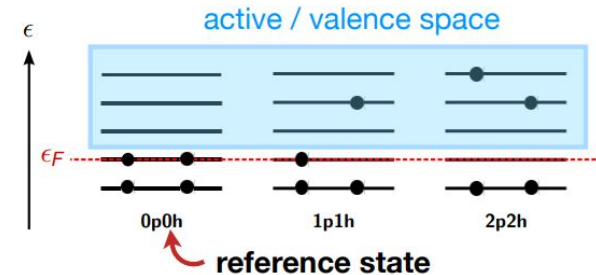 active / valence space
ϵ
ϵF
0p0h
1p1h
2p2h
reference state